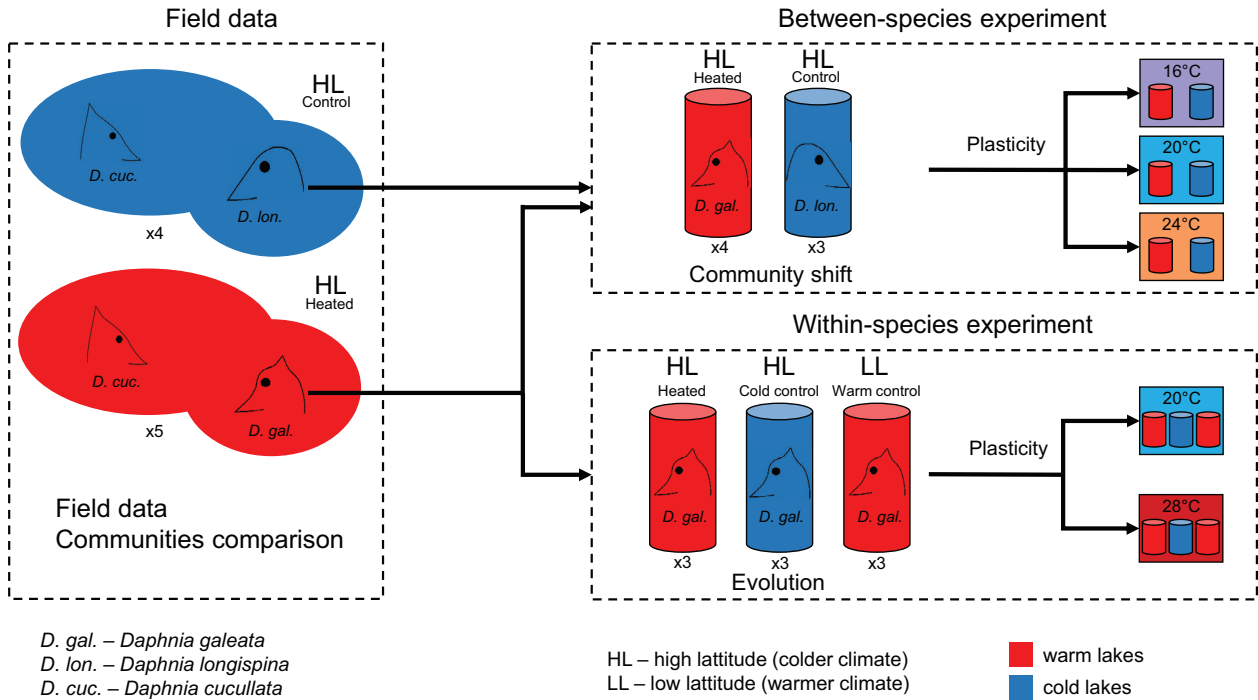 Field data
HL
Control
D. cuc.
D. lon.
x4
HL
Heated
D. cuc.
D. gal.
x5
Field data
Communities comparison
Between-species experiment
HL
Heated
HL
Control
D. gal.
D. lon.
x4
x3
Community shift
Plasticity
16°C
20°C
24°C
Within-species experiment
HL
Heated
HL
Cold control
LL
Warm control
D. gal.
D. gal.
D. gal.
x3
x3
x3
Evolution
Plasticity
20°C
28°C
D. gal. – Daphnia galeata
D. lon. – Daphnia longispina
D. cuc. – Daphnia cucullata
HL – high lattitude (colder climate)
LL – low lattitude (warmer climate)
warm lakes
cold lakes